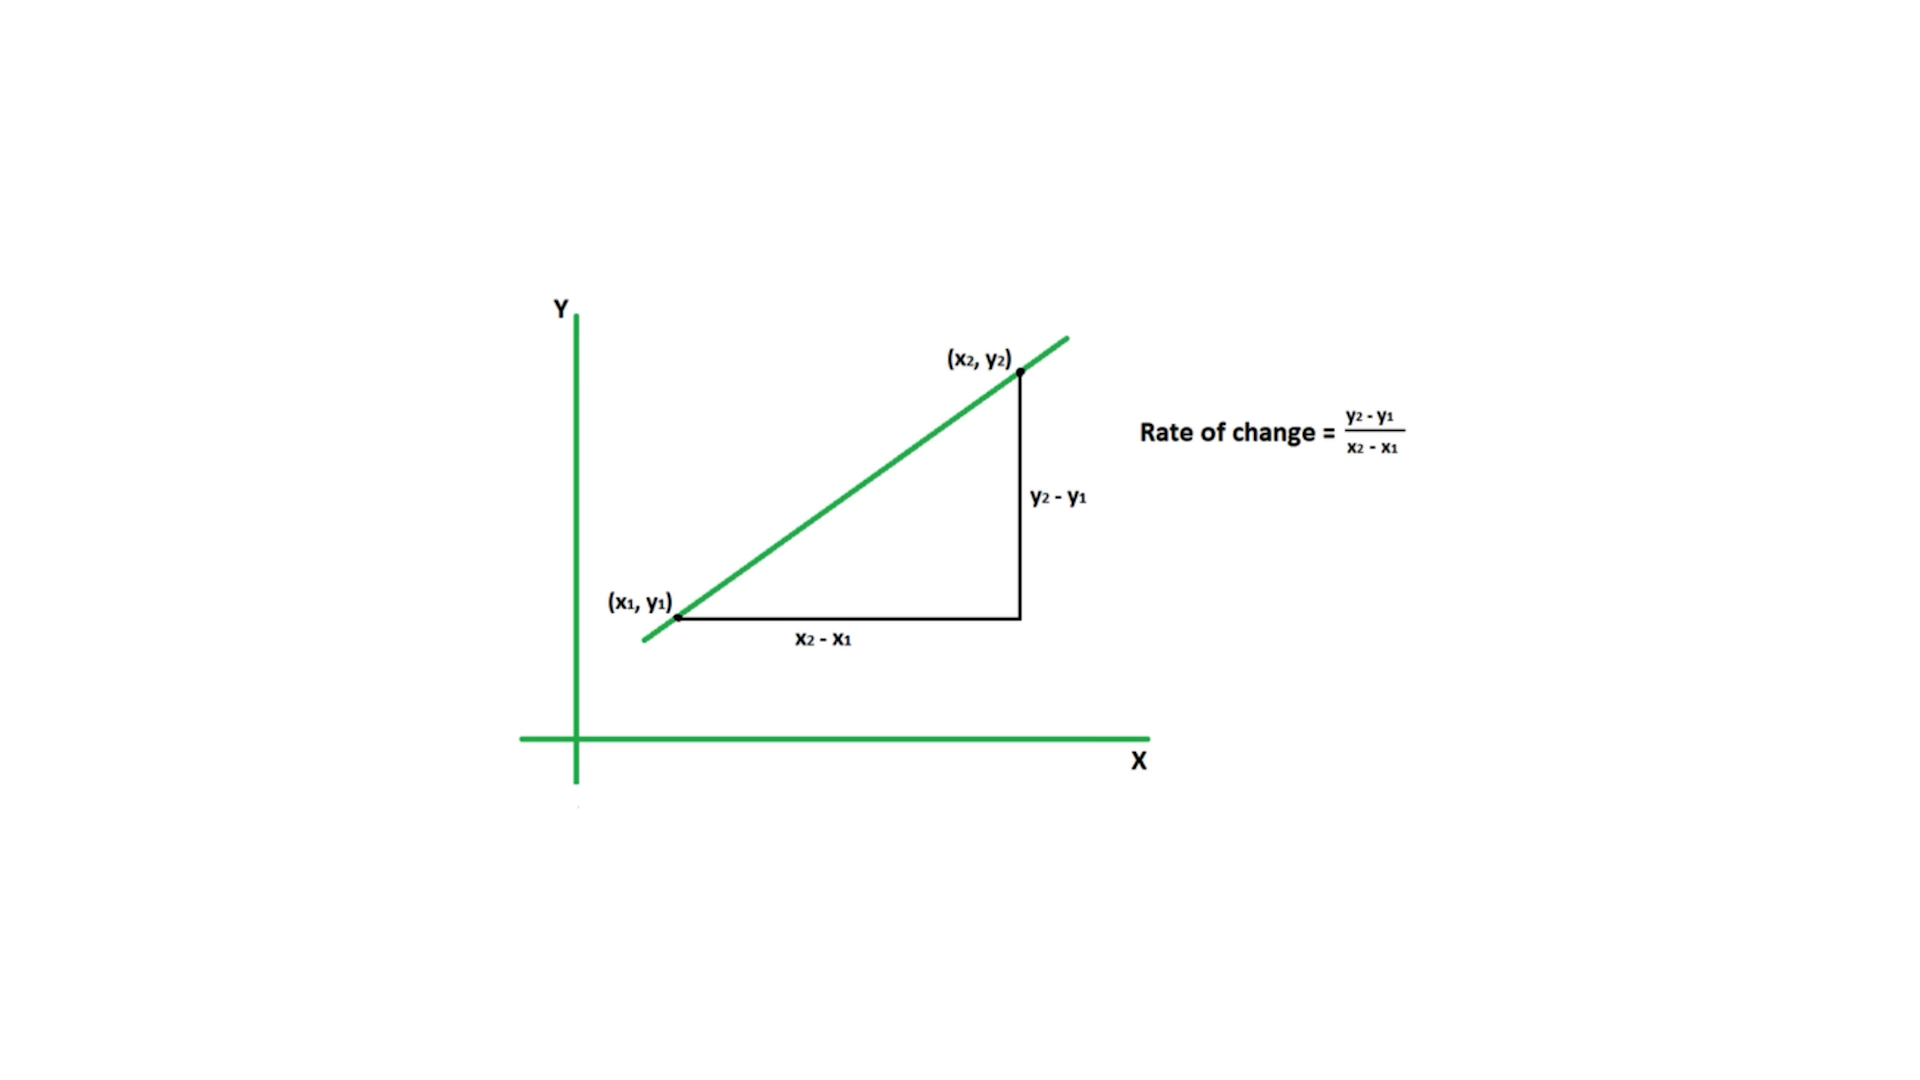 Y
(x2, y2)
Rate of change = y2 - y1
x2 - x1
y2 - y1
(x1, y1)
x2 - x1
X